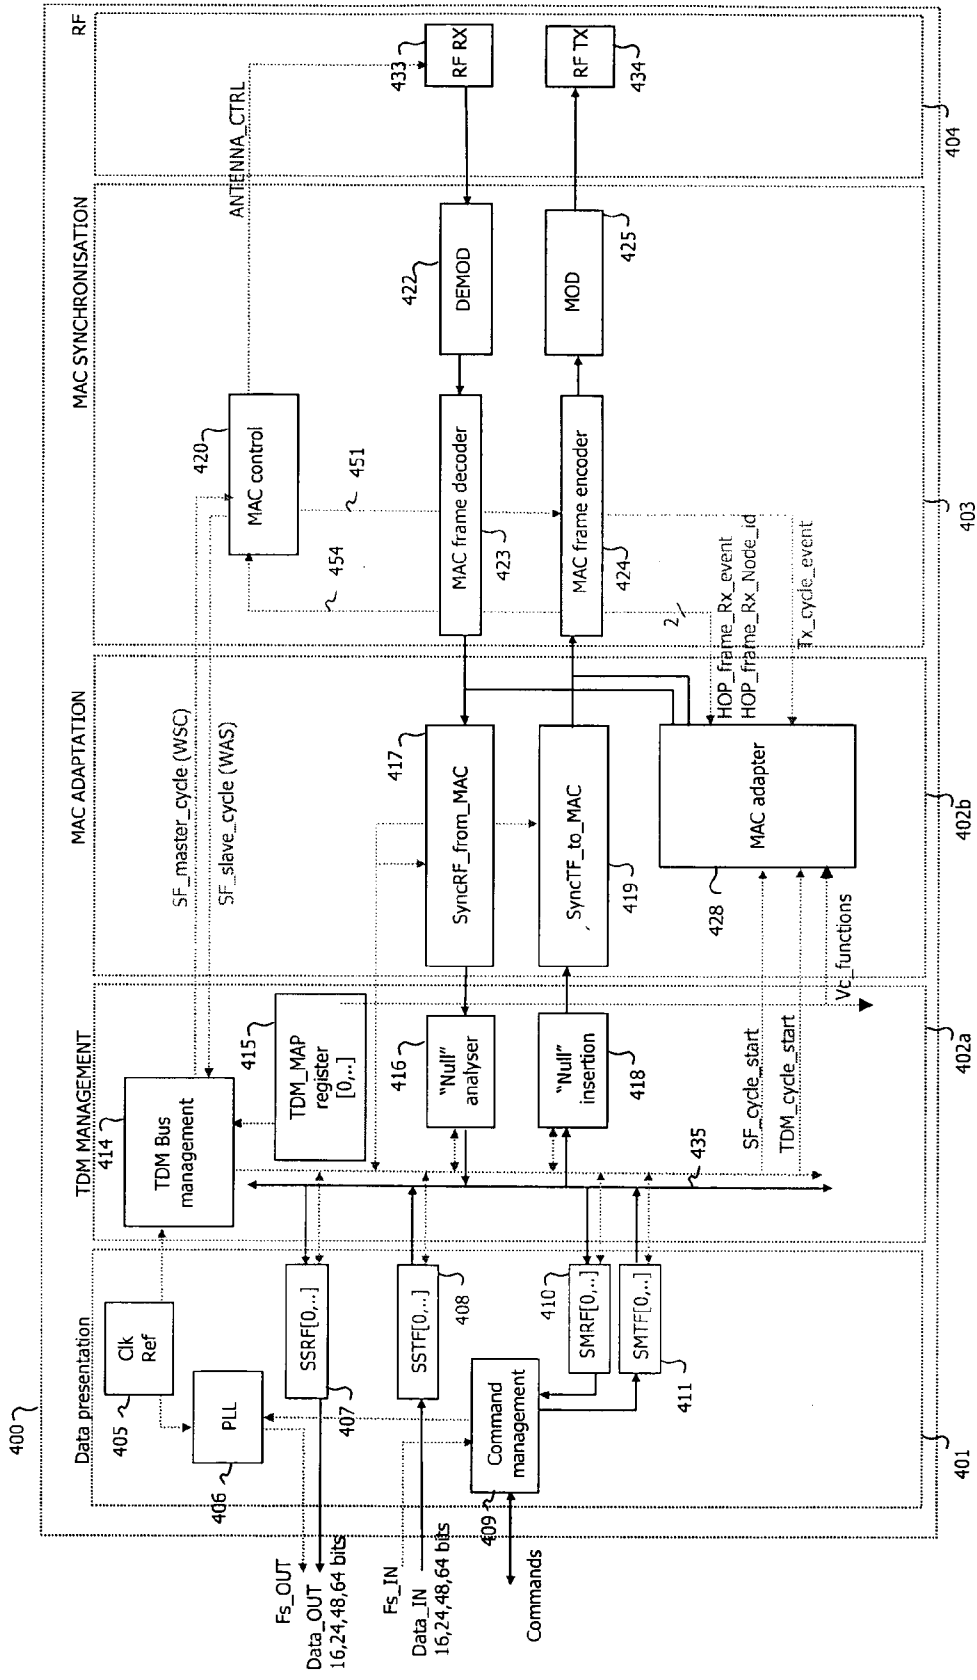 400
Data presentation
TDM MANAGEMENT
MAC ADAPTATION
MAC SYNCHRONISATION
RF
405
Clk
Ref
414
TDM Bus
management
SF_master_cycle (WSC)
SF_slave_cycle (WAS)
420
MAC control
ANTENNA_CTRL
PLL
406
415
TDM_MAP
register
[0,..]
454
451
Fs_OUT
Data_OUT
16,24,48,64 bits
SSRF[0,..]
407
416
"Null"
analyser
417
SyncRF_from_MAC
MAC frame decoder
423
422
DEMOD
433
RF RX
Fs_IN
Data_IN
16,24,48,64 bits
SSTF[0,..]
408
"Null"
insertion
418
SyncTF_to_MAC
419
MAC frame encoder
424
MOD
425
RF TX
434
Commands
409
Command
management
410
SMRF[0,..]
SMTF[0,..]
411
435
SF_cycle_start
TDM_cycle_start
Vc_functions
428
MAC adapter
2
HOP_frame_Rx_event
HOP_frame_Rx_Node_id
Tx_cycle_event
401
402a
402b
403
404